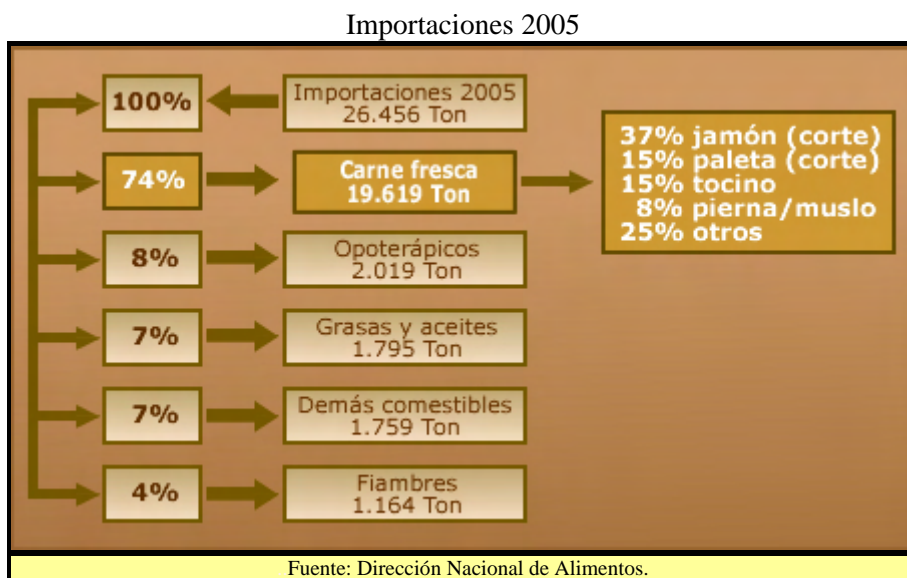 Importaciones 2005
100%
Importaciones 2005
26.456 Ton
74%
Carne fresca
19.619 Ton
37% jamón (corte)
15% paleta (corte)
15% tocino
8% pierna/muslo
25% otros
8%
Opoterápicos
2.019 Ton
7%
Grasas y aceites
1.795 Ton
7%
Demás comestibles
1.759 Ton
4%
Fiambres
1.164 Ton
Fuente: Dirección Nacional de Alimentos.